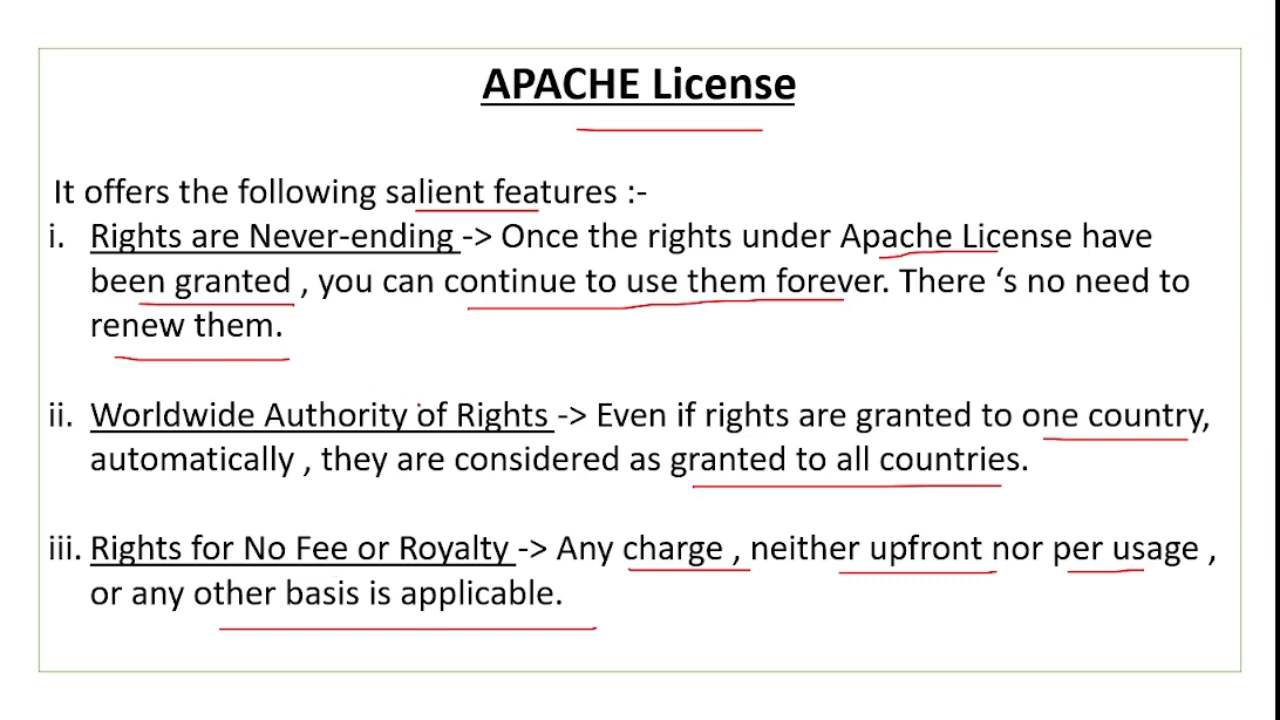 APACHE License
It offers the following salient features :-
i. Rights are Never-ending -> Once the rights under Apache License have
been granted , you can continue to use them forever. There ‘s no need to
renew them.
ii. Worldwide Authority of Rights -> Even if rights are granted to one country,
automatically , they are considered as granted to all countries.
iii. Rights for No Fee or Royalty -> Any charge , neither upfront nor per usage ,
or any other basis is applicable.